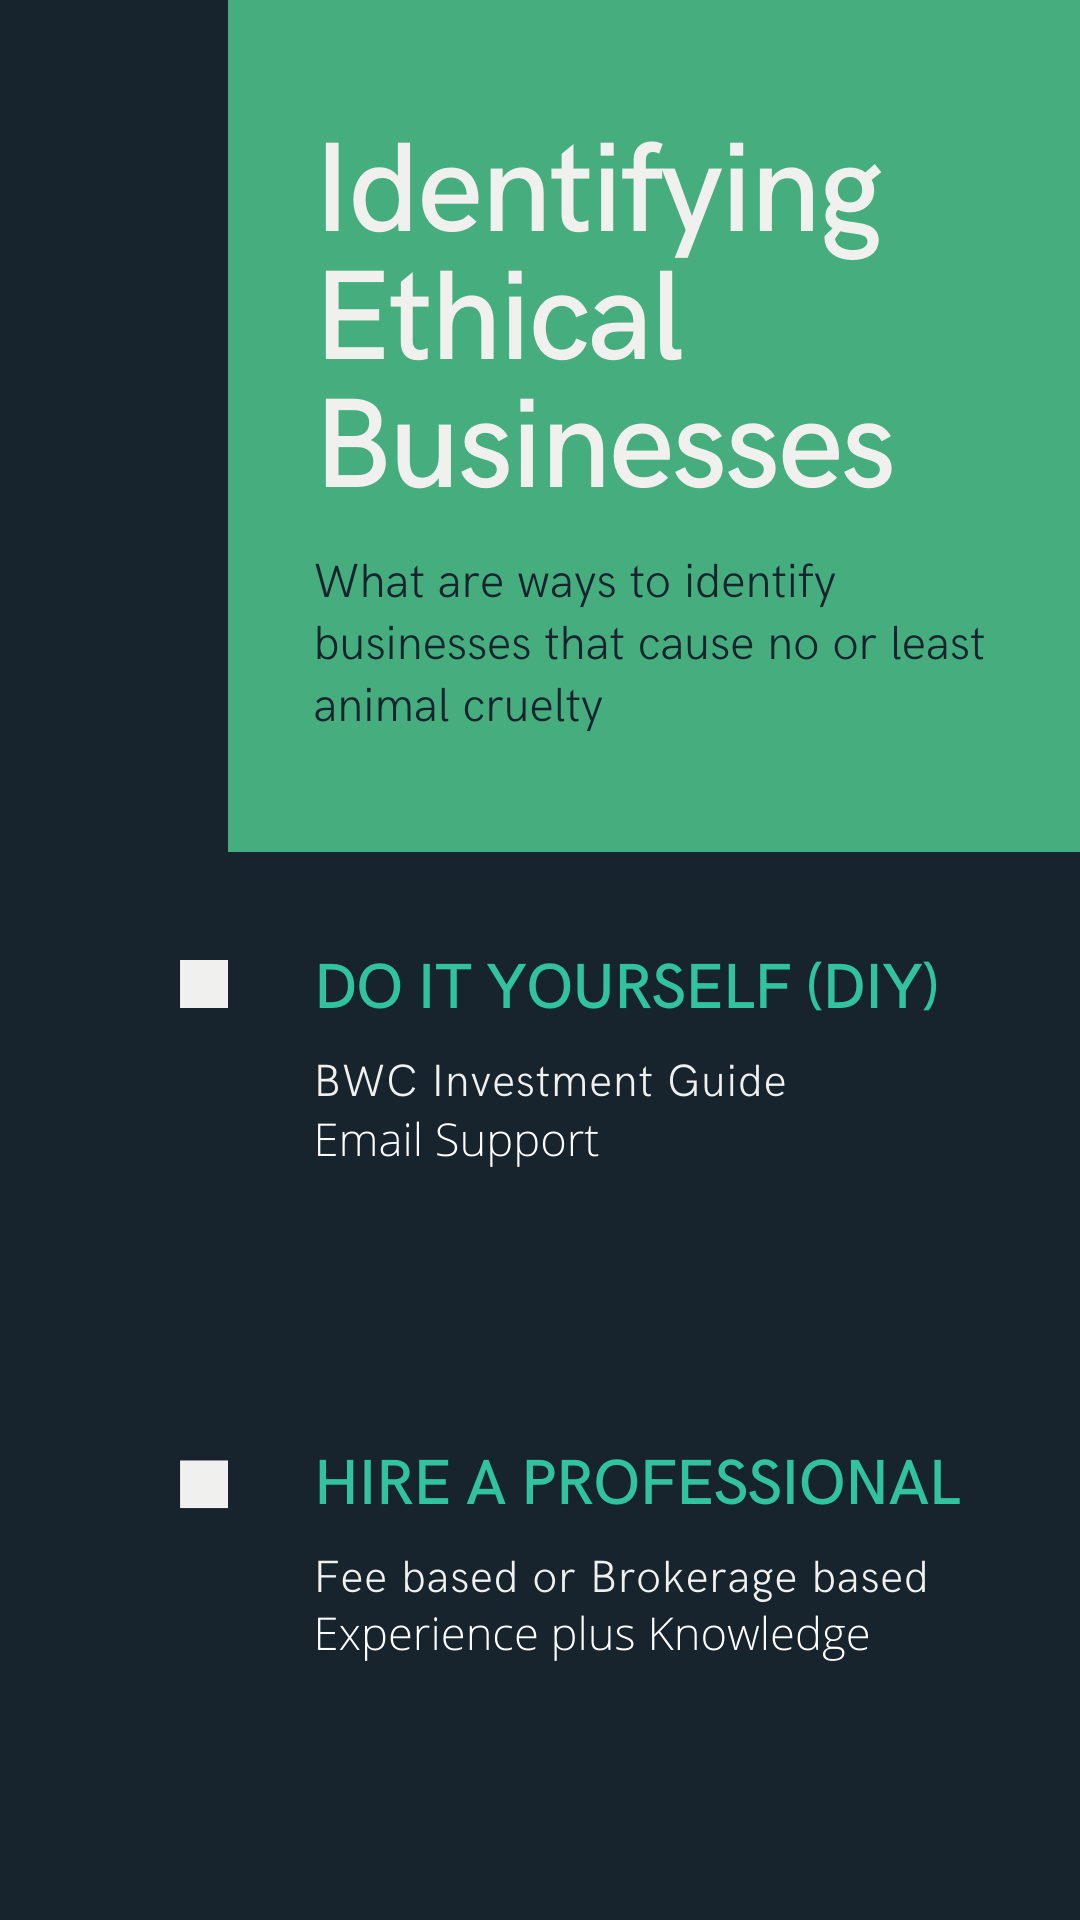 Identifying
Ethical
Businesses
What are ways to identify
businesses that cause no or least
animal cruelty
DO IT YOURSELF (DIY)
BWC Investment Guide
Email Support
HIRE A PROFESSIONAL
Fee based or Brokerage based
Experience plus Knowledge